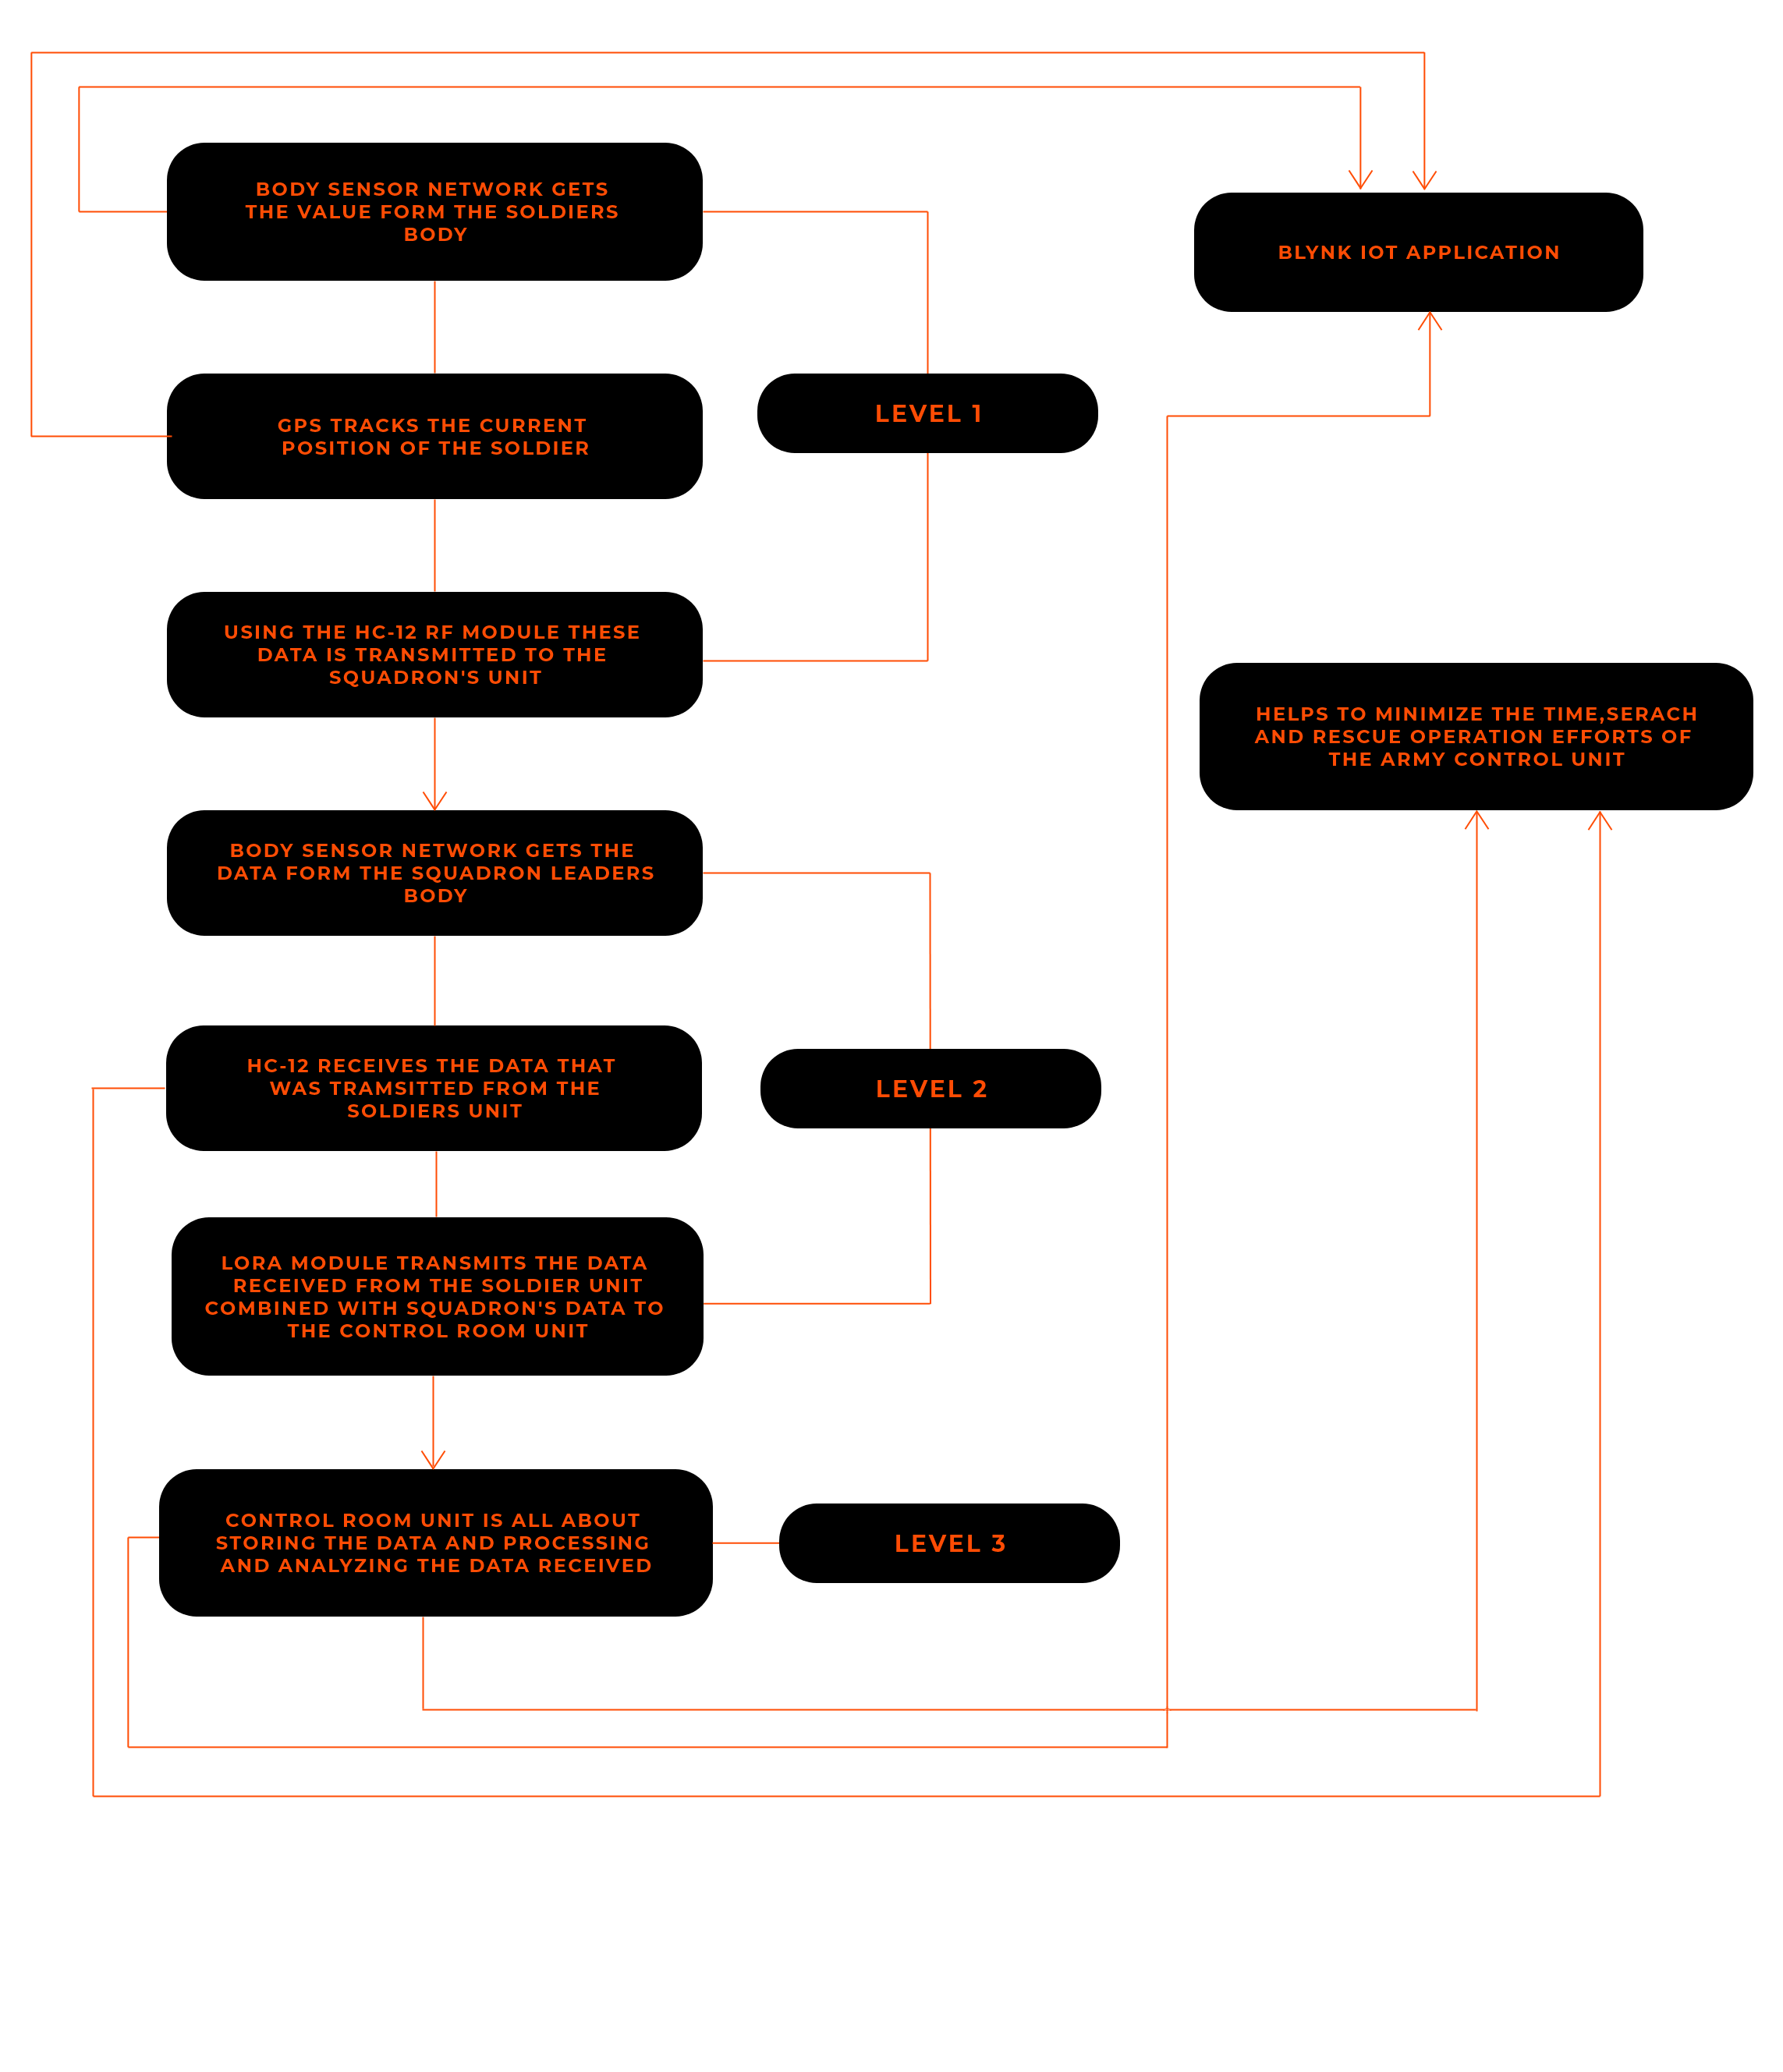 BODY SENSOR NETWORK GETS
THE VALUE FORM THE SOLDIERS
BODY
BLYNK IOT APPLICATION
GPS TRACKS THE CURRENT
POSITION OF THE SOLDIER
LEVEL 1
USING THE HC-12 RF MODULE THESE
DATA IS TRANSMITTED TO THE
SQUADRON'S UNIT
HELPS TO MINIMIZE THE TIME,SERACH
AND RESCUE OPERATION EFFORTS OF
THE ARMY CONTROL UNIT
BODY SENSOR NETWORK GETS THE
DATA FORM THE SQUADRON LEADERS
BODY
HC-12 RECEIVES THE DATA THAT
WAS TRAMSITTED FROM THE
SOLDIERS UNIT
LEVEL 2
LORA MODULE TRANSMITS THE DATA
RECEIVED FROM THE SOLDIER UNIT
COMBINED WITH SQUADRON'S DATA TO
THE CONTROL ROOM UNIT
CONTROL ROOM UNIT IS ALL ABOUT
STORING THE DATA AND PROCESSING
AND ANALYZING THE DATA RECEIVED
LEVEL 3